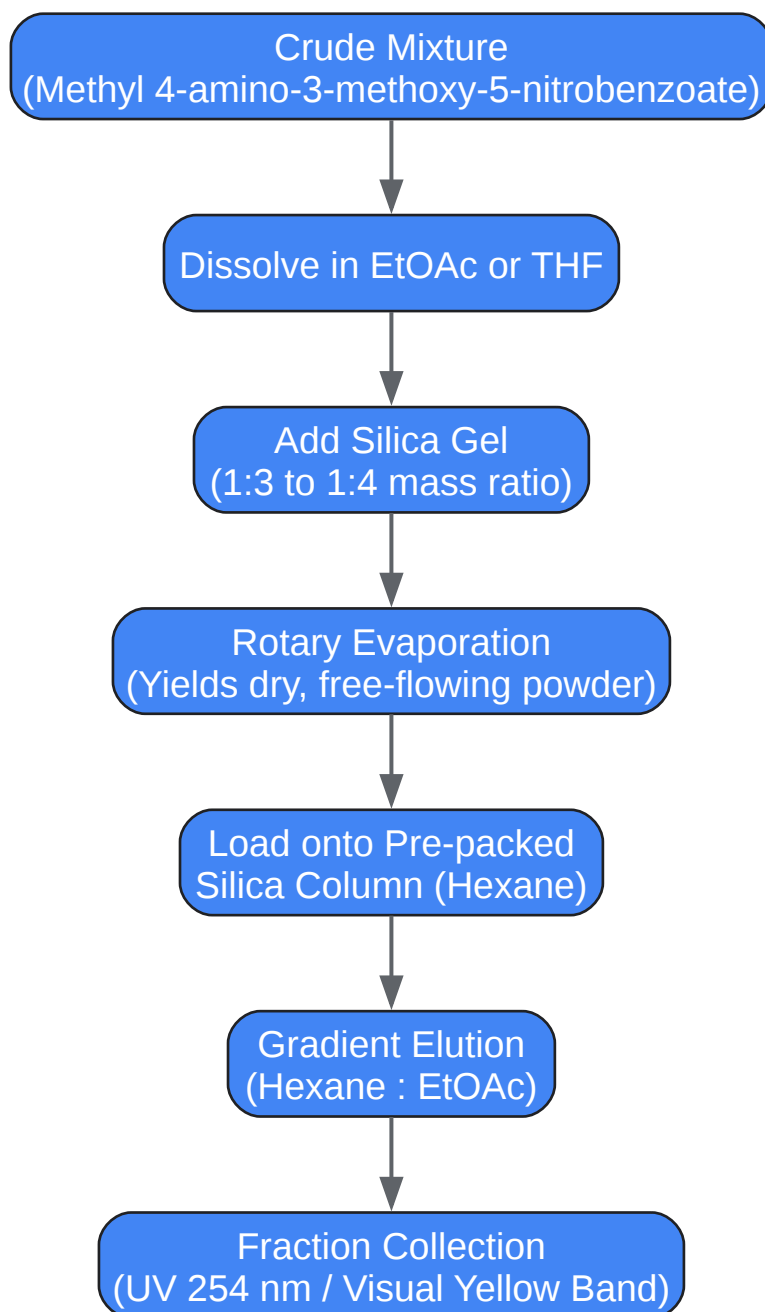 Crude Mixture
(Methyl 4-amino-3-methoxy-5-nitrobenzoate)
Dissolve in EtOAc or THF
Add Silica Gel
(1:3 to 1:4 mass ratio)
Rotary Evaporation
(Yields dry, free-flowing powder)
Load onto Pre-packed
Silica Column (Hexane)
Gradient Elution
(Hexane : EtOAc)
Fraction Collection
(UV 254 nm / Visual Yellow Band)